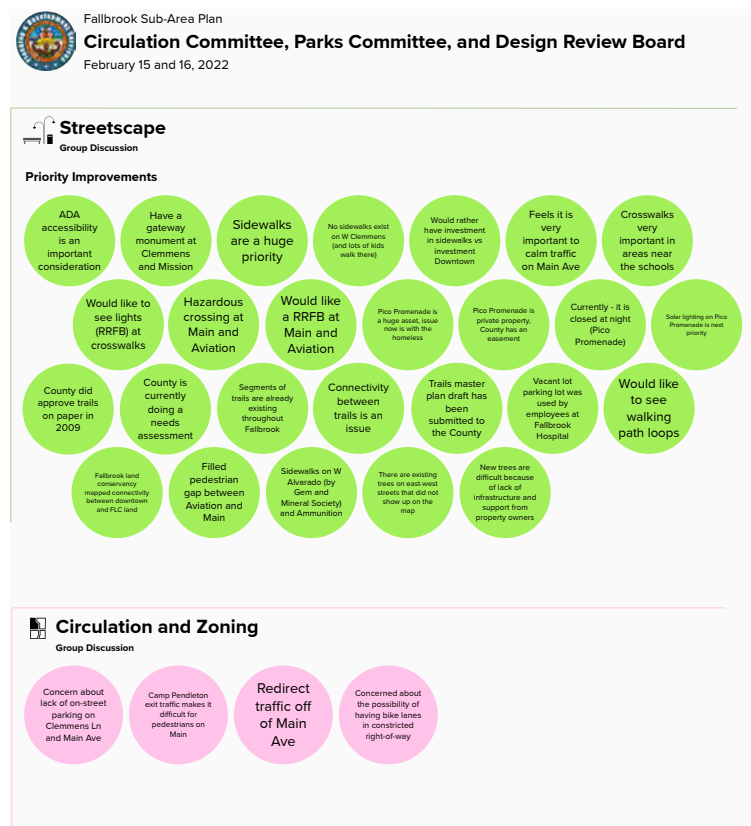 Fallbrook Sub-Area Plan
Circulation Committee, Parks Committee, and Design Review Board
February 15 and 16, 2022
Streetscape
Group Discussion
Priority Improvements
ADA
accessibility
is an
important
consideration
Have a
gateway
monument at
Clemmens
and Mission
Sidewalks
are a huge
priority
No sidewalks exist
on W Clemmens
(and lots of kids
walk there)
Would rather
have investment
in sidewalks vs
investment
Downtown
Feels it is
very
important to
calm traffic
on Main Ave
Crosswalks
very
important in
areas near
the schools
Would like to
see lights
(RRFB) at
crosswalks
Hazardous
crossing at
Main and
Aviation
Would like
a RRFB at
Main and
Aviation
Pico Promenade is
a huge asset, issue
now is with the
homeless
Pico Promenade is
private property,
County has an
easement
Currently - it is
closed at night
(Pico
Promenade)
Solar lighting on Pico
Promenade is next
priority
County did
approve trails
on paper in
2009
County is
currently
doing a
needs
assessment
Segments of
trails are already
existing
throughout
Fallbrook
Connectivity
between
trails is an
issue
Trails master
plan draft has
been
submitted to
the County
Vacant lot
parking lot was
used by
employees at
Fallbrook
Hospital
Would like
to see
walking
path loops
Fallbrook land
conservancy
mapped connectivity
between downtown
and FLC land
Filled
pedestrian
gap between
Aviation and
Main
Sidewalks on W
Alvarado (by
Gem and
Mineral Society)
and Ammunition
There are existing
trees on east-west
streets that did not
show up on the
map
New trees are
difficult because
of lack of
infrastructure and
support from
property owners
Circulation and Zoning
Group Discussion
Concern about
lack of on-street
parking on
Clemmens Ln
and Main Ave
Camp Pendleton
exit traffic makes it
difficult for
pedestrians on
Main
Redirect
traffic off
of Main
Ave
Concerned about
the possibility of
having bike lanes
in constricted
right-of-way